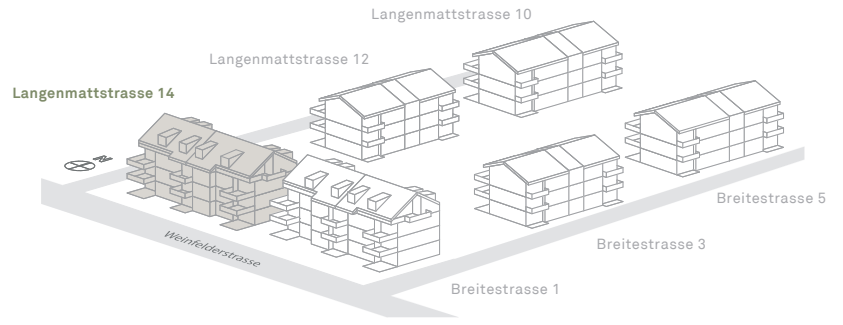 Langenmattstrasse 10
Langenmattstrasse 12
Langenmattstrasse 14
N
Weinfelderstrasse
Breitestrasse 5
Breitestrasse 3
Breitestrasse 1